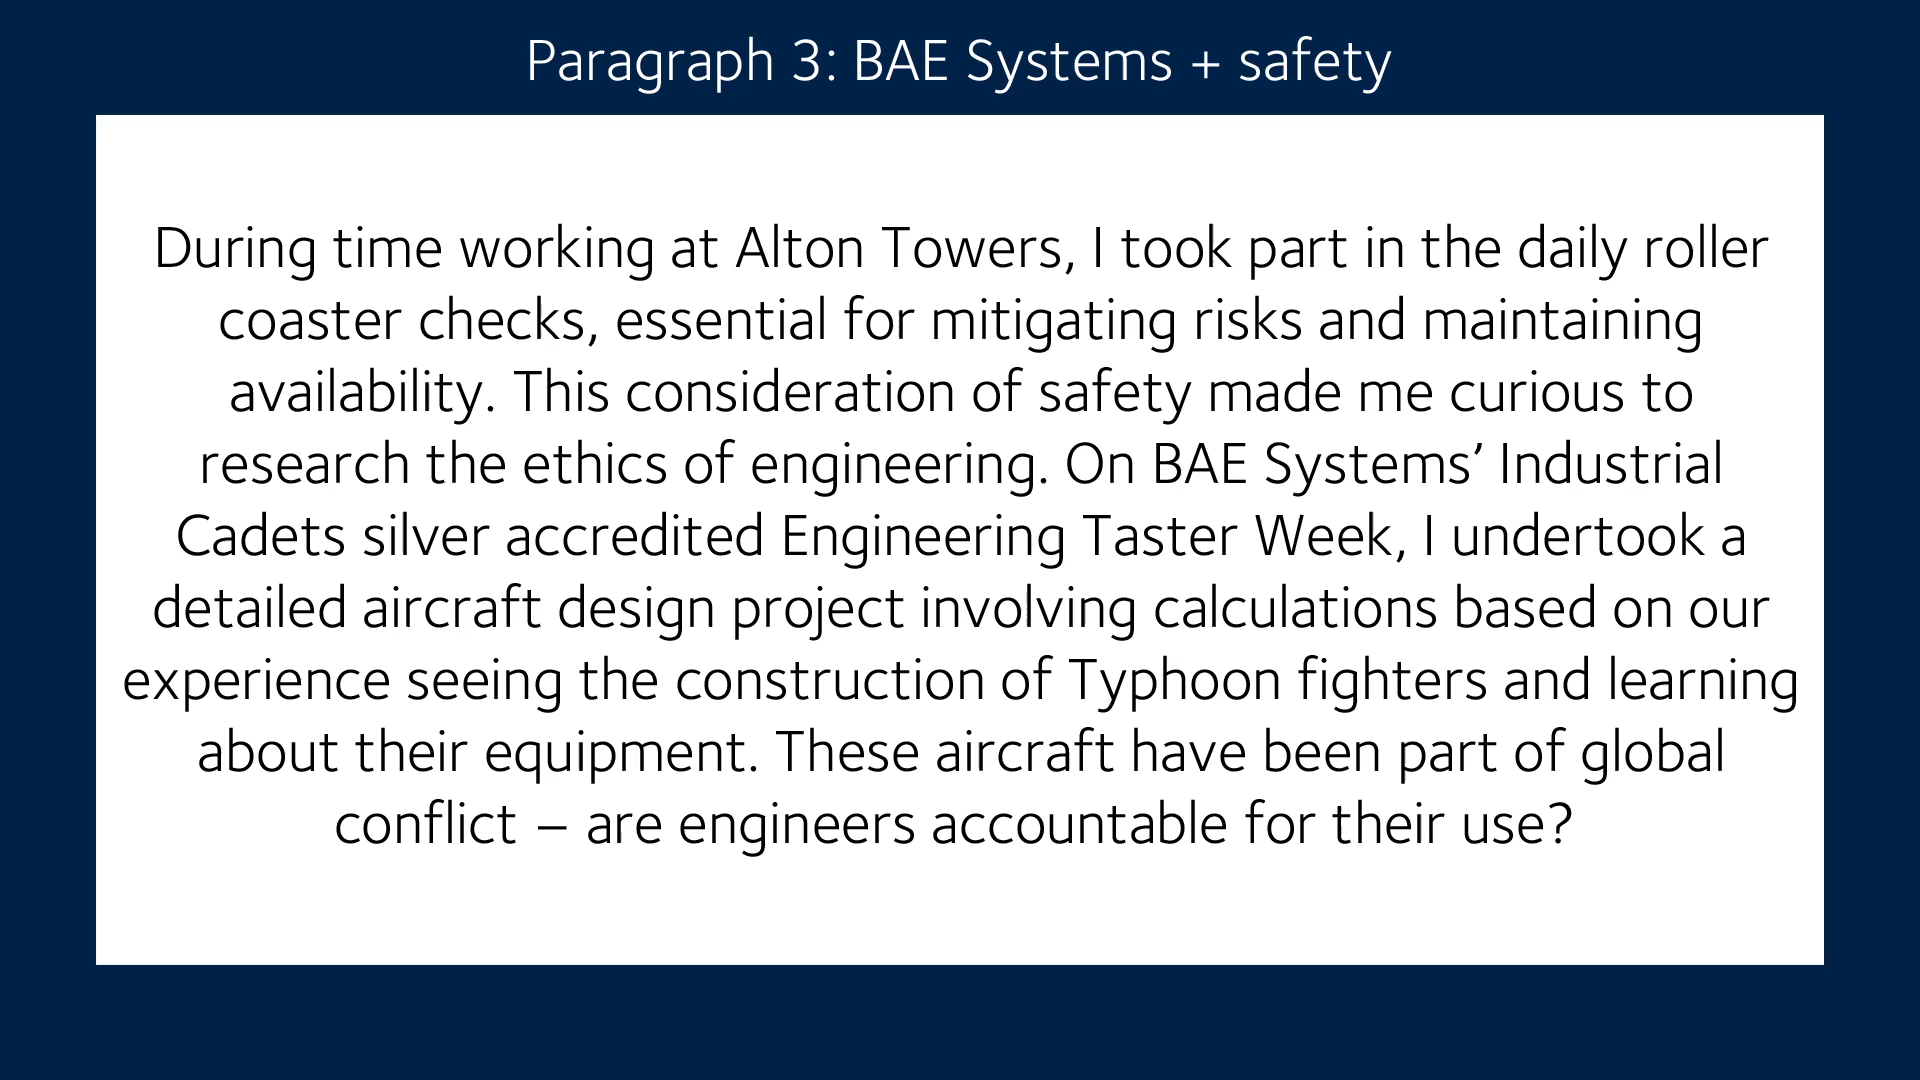 Paragraph 3: BAE Systems + safety
During time working at Alton Towers, I took part in the daily roller
coaster checks, essential for mitigating risks and maintaining
availability. This consideration of safety made me curious to
research the ethics of engineering. On BAE Systems’ Industrial
Cadets silver accredited Engineering Taster Week, I undertook a
detailed aircraft design project involving calculations based on our
experience seeing the construction of Typhoon fighters and learning
about their equipment. These aircraft have been part of global
conflict – are engineers accountable for their use?